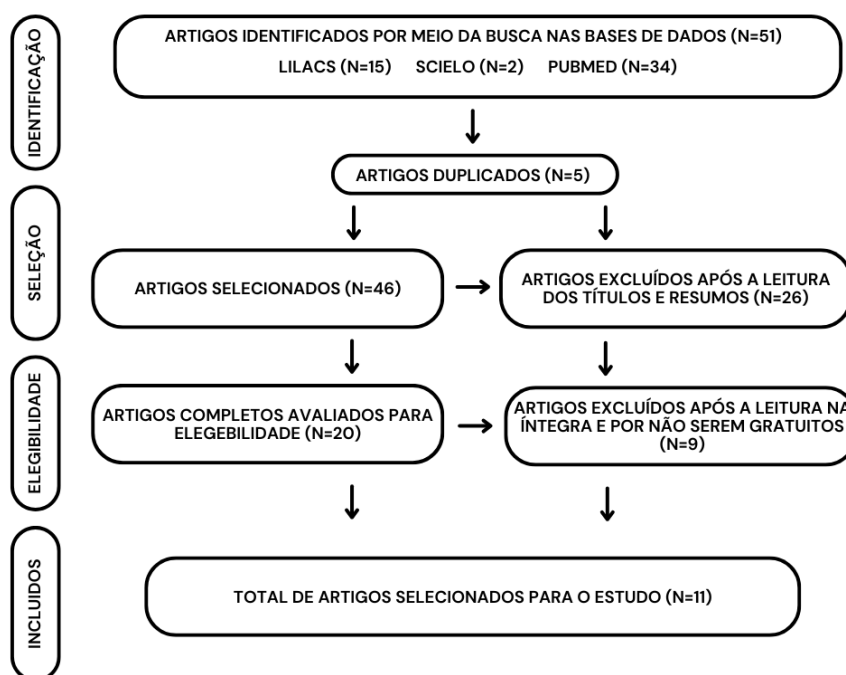 IDENTIFICAÇÃO
ARTIGOS IDENTIFICADOS POR MEIO DA BUSCA NAS BASES DE DADOS (N=51)
LILACS (N=15) SCIELO (N=2) PUBMED (N=34)
ARTIGOS DUPLICADOS (N=5)
SELEÇÃO
ARTIGOS SELECIONADOS (N=46)
ARTIGOS EXCLUÍDOS APÓS A LEITURA
DOS TÍTULOS E RESUMOS (N=26)
ELEGIBILIDADE
ARTIGOS COMPLETOS AVALIADOS PARA
ELEGEBILIDADE (N=20)
ARTIGOS EXCLUÍDOS APÓS A LEITURA NA
ÍNTEGRA E POR NÃO SEREM GRATUITOS
(N=9)
INCLUIDOS
TOTAL DE ARTIGOS SELECIONADOS PARA O ESTUDO (N=11)